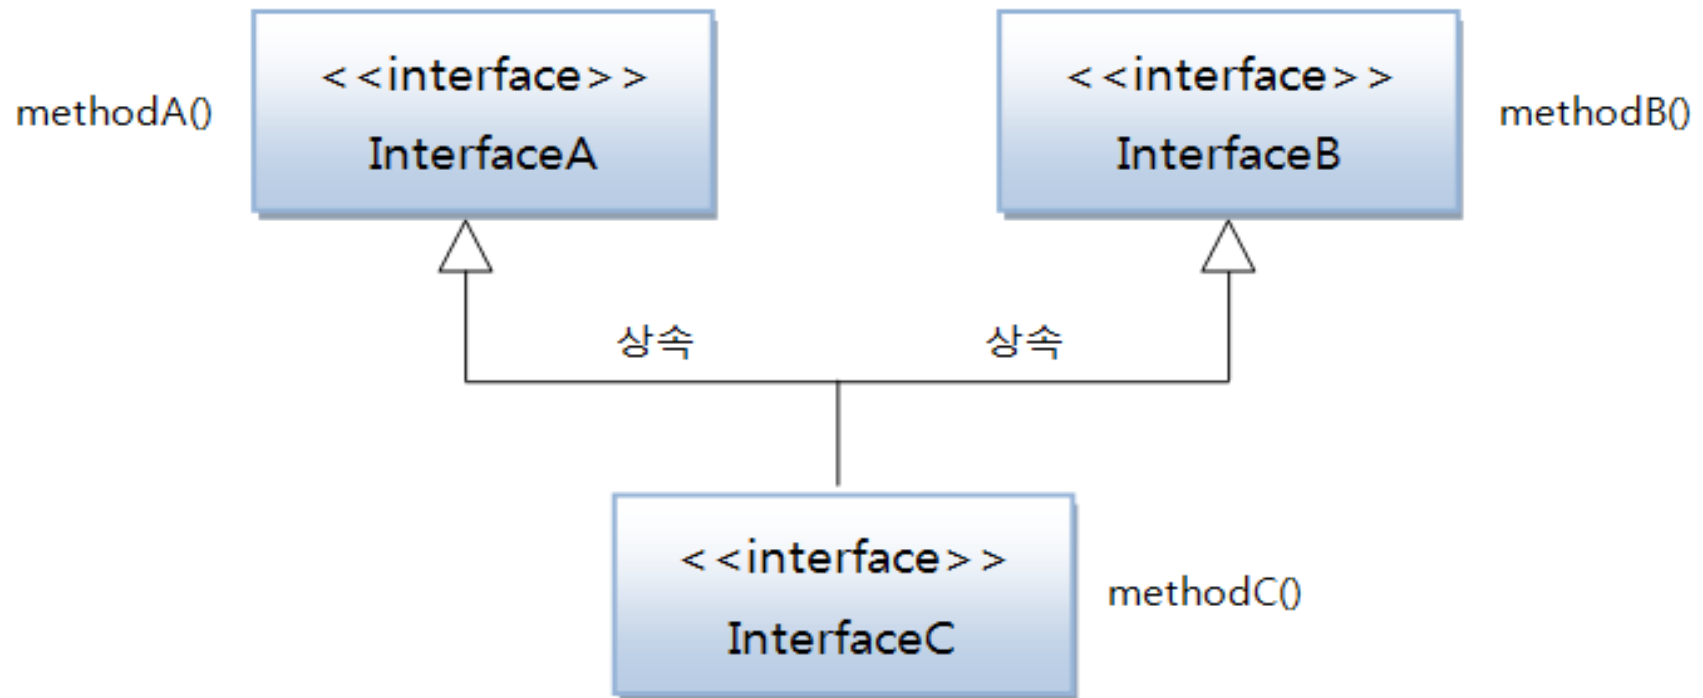 <<interface>>
InterfaceA
methodA()
<<interface>>
InterfaceB
methodB()
상속
상속
<<interface>>
InterfaceC
methodC()